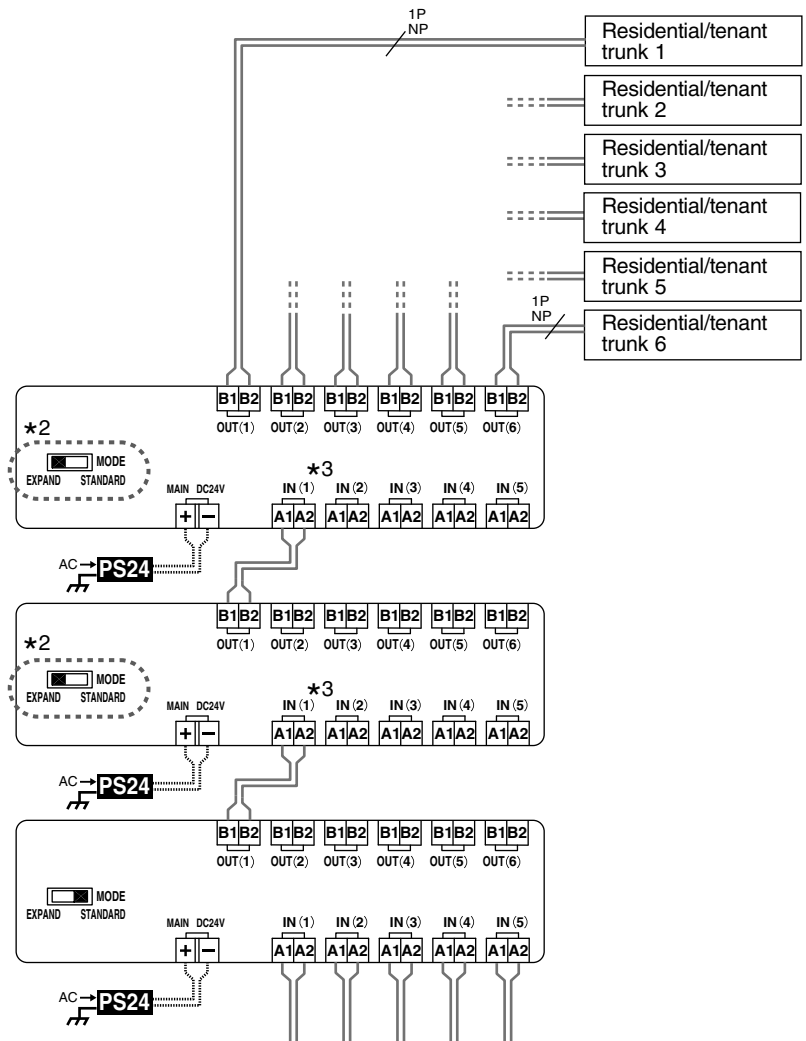 1P
NP
Residential/tenant
trunk 1
Residential/tenant
trunk 2
Residential/tenant
trunk 3
Residential/tenant
trunk 4
Residential/tenant
trunk 5
1P
NP
Residential/tenant
trunk 6
B1 B2 B1 B2 B1 B2 B1 B2 B1 B2 B1 B2
OUT(1) OUT(2) OUT(3) OUT(4) OUT(5) OUT(6)
*2
MODE
EXPAND STANDARD
*3
MAIN DC24V IN(1) IN(2) IN(3) IN(4) IN(5)
+ − A1 A2 A1 A2 A1 A2 A1 A2 A1 A2
AC→ PS24
B1 B2 B1 B2 B1 B2 B1 B2 B1 B2 B1 B2
OUT(1) OUT(2) OUT(3) OUT(4) OUT(5) OUT(6)
*2
MODE
EXPAND STANDARD
*3
MAIN DC24V IN(1) IN(2) IN(3) IN(4) IN(5)
+ − A1 A2 A1 A2 A1 A2 A1 A2 A1 A2
AC→ PS24
B1 B2 B1 B2 B1 B2 B1 B2 B1 B2 B1 B2
OUT(1) OUT(2) OUT(3) OUT(4) OUT(5) OUT(6)
MODE
EXPAND STANDARD
MAIN DC24V IN(1) IN(2) IN(3) IN(4) IN(5)
+ − A1 A2 A1 A2 A1 A2 A1 A2 A1 A2
AC→ PS24